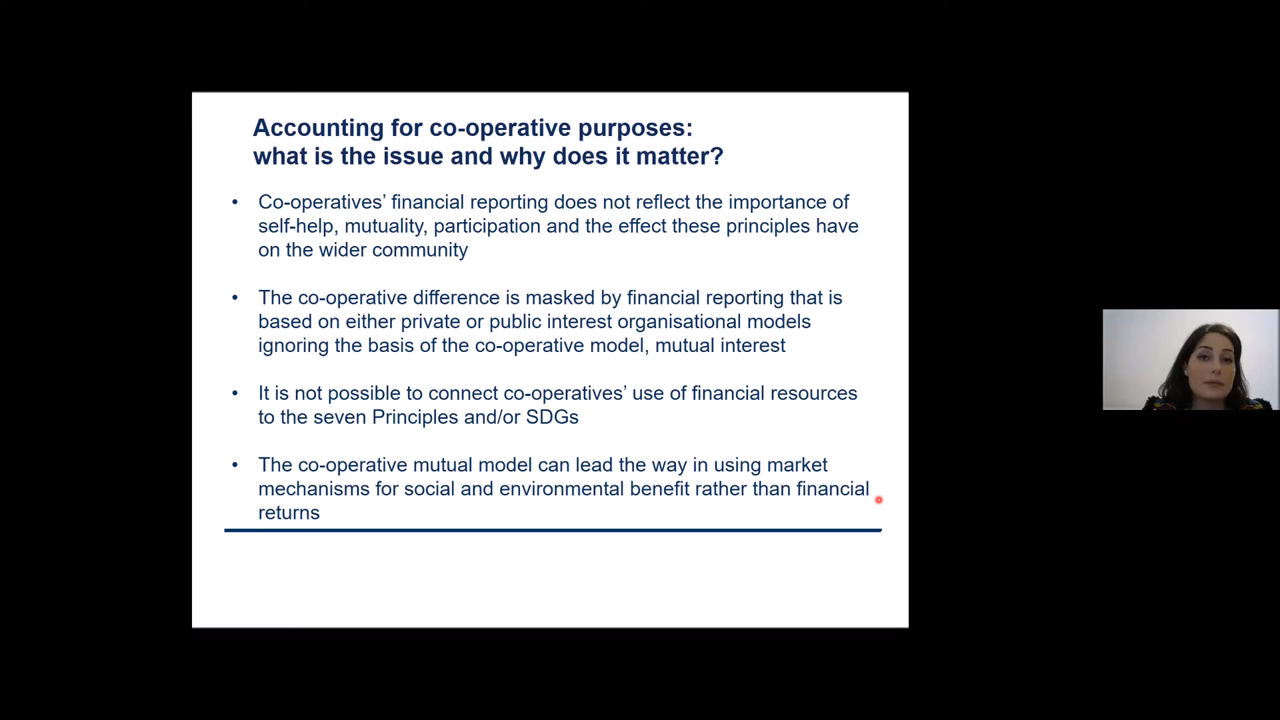 Accounting for co-operative purposes:
what is the issue and why does it matter?
• Co-operatives’ financial reporting does not reflect the importance of
self-help, mutuality, participation and the effect these principles have
on the wider community
• The co-operative difference is masked by financial reporting that is
based on either private or public interest organisational models
ignoring the basis of the co-operative model, mutual interest
• It is not possible to connect co-operatives’ use of financial resources
to the seven Principles and/or SDGs
• The co-operative mutual model can lead the way in using market
mechanisms for social and environmental benefit rather than financial
returns